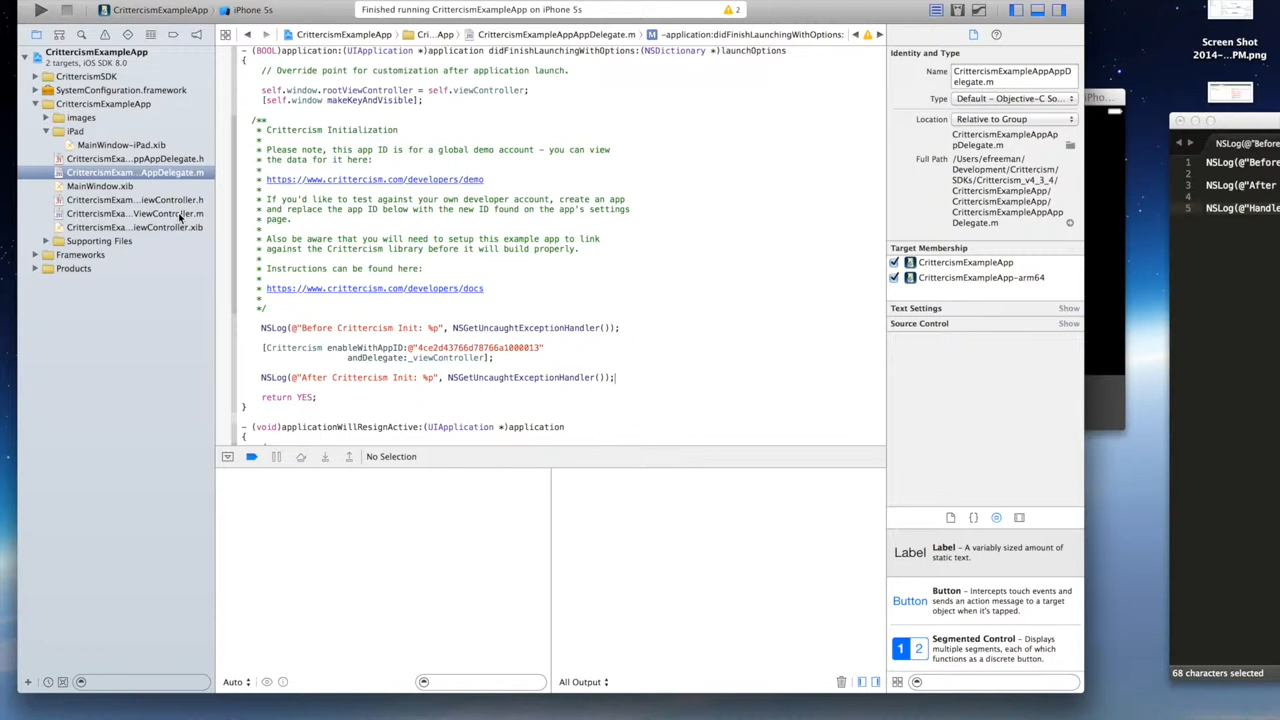 iPhone 5s
Finished running CrittercismExampleApp on iPhone 5s
2
CrittercismExampleApp
Cri...App
CrittercismExampleAppAppDelegate.m
-application:didFinishLaunchingWithOptions:
CrittercismExampleApp
2 targets, iOS SDK 8.0
CrittercismSDK
SystemConfiguration.framework
CrittercismExampleApp
images
iPad
MainWindow-iPad.xib
CrittercismExa...ppAppDelegate.h
CrittercismExam...AppDelegate.m
MainWindow.xib
CrittercismExam...iewController.h
CrittercismExa...ViewController.m
CrittercismExa...iewController.xib
Supporting Files
Frameworks
Products
- (BOOL)application:(UIApplication *)application didFinishLaunchingWithOptions:(NSDictionary *)launchOptions
{
// Override point for customization after application launch.
self.window.rootViewController = self.viewController;
[self.window makeKeyAndVisible];
/**
* Crittercism Initialization
*
* Please note, this app ID is for a global demo account - you can view
* the data for it here:
*
* https://www.crittercism.com/developers/demo
*
* If you'd like to test against your own developer account, create an app
* and replace the app ID below with the new ID found on the app's settings
* page.
*
* Also be aware that you will need to setup this example app to link
* against the Crittercism library before it will build properly.
*
* Instructions can be found here:
*
* https://www.crittercism.com/developers/docs
*
*/
NSLog(@"Before Crittercism Init: %p", NSGetUncaughtExceptionHandler());
[Crittercism enableWithAppID:@"4ce2d43766d78766a1000013"
andDelegate:_viewController];
NSLog(@"After Crittercism Init: %p", NSGetUncaughtExceptionHandler());
return YES;
}
- (void)applicationWillResignActive:(UIApplication *)application
{
No Selection
Auto
All Output
Identity and Type
Name
CrittercismExampleAppAppD
elegate.m
Type
Default - Objective-C So...
Location
Relative to Group
CrittercismExampleAppAp
pDelegate.m
Full Path
/Users/efreeman/
Development/Crittercism/
SDKs/Crittercism_v4_3_4/
CrittercismExampleApp/
CrittercismExampleApp/
CrittercismExampleAppApp
Delegate.m
Target Membership
CrittercismExampleApp
CrittercismExampleApp-arm64
Text Settings
Show
Source Control
Show
Label
Label - A variably sized amount of
static text.
Button
Button - Intercepts touch events and
sends an action message to a target
object when it's tapped.
1 2
Segmented Control - Displays
multiple segments, each of which
functions as a discrete button.
iPho...
Screen Shot
2014-...PM.png
NSLog(@"Before
1 NSLog(@"Before
2
3 NSLog(@"After
4
5 NSLog(@"Handle
68 characters selected